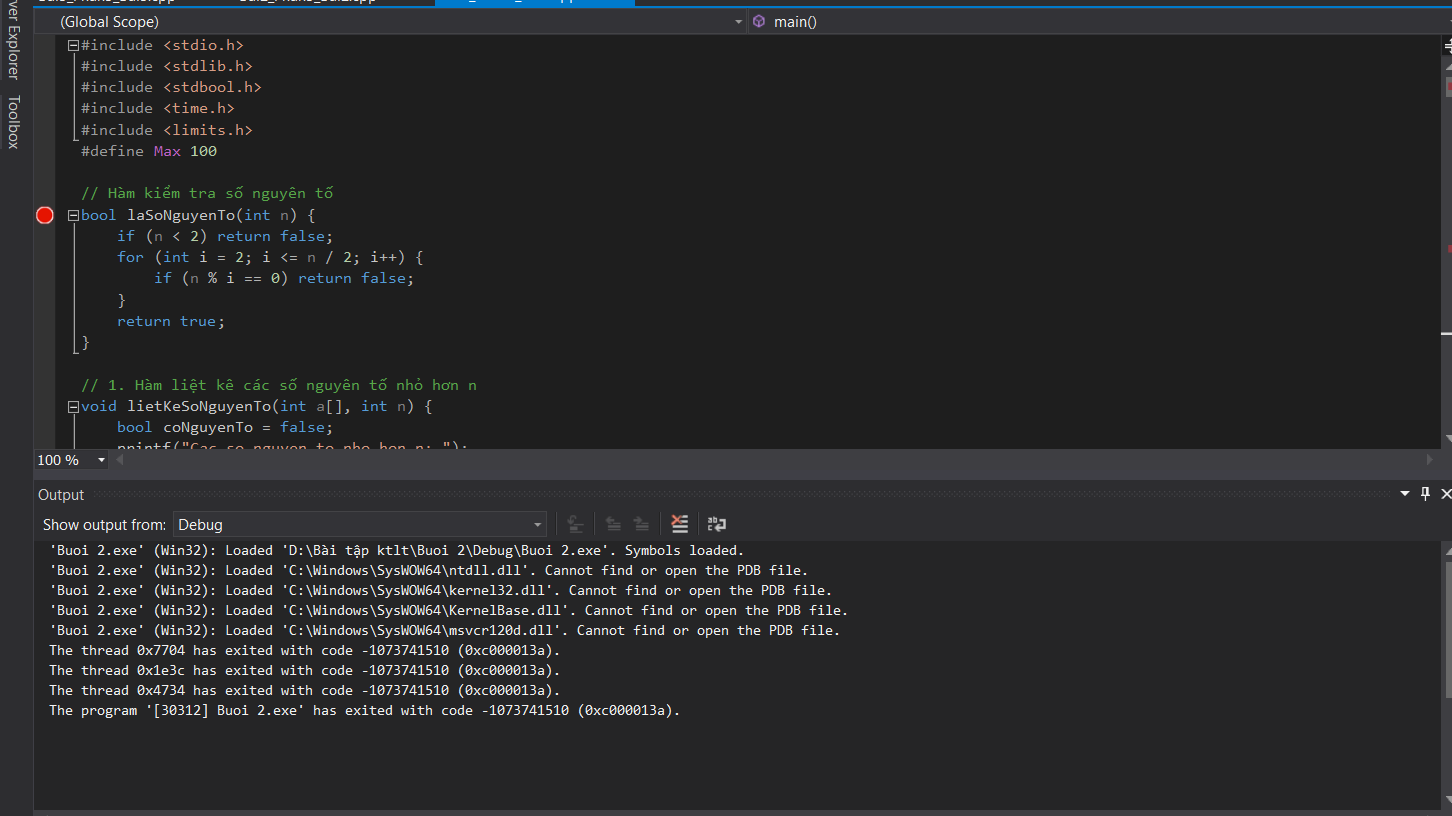 (Global Scope)
main()
ver Explorer
Toolbox
#include <stdio.h>
#include <stdlib.h>
#include <stdbool.h>
#include <time.h>
#include <limits.h>
#define Max 100
// Hàm kiểm tra số nguyên tố
bool laSoNguyenTo(int n) {
if (n < 2) return false;
for (int i = 2; i <= n / 2; i++) {
if (n % i == 0) return false;
}
return true;
}
// 1. Hàm liệt kê các số nguyên tố nhỏ hơn n
void lietKeSoNguyenTo(int a[], int n) {
bool coNguyenTo = false;
printf("Cac so nguyen to nho hon n: ");
100 %
Output
Show output from: Debug
'Buoi 2.exe' (Win32): Loaded 'D:\Bài tập ktlt\Buoi 2\Debug\Buoi 2.exe'. Symbols loaded.
'Buoi 2.exe' (Win32): Loaded 'C:\Windows\SysWOW64\ntdll.dll'. Cannot find or open the PDB file.
'Buoi 2.exe' (Win32): Loaded 'C:\Windows\SysWOW64\kernel32.dll'. Cannot find or open the PDB file.
'Buoi 2.exe' (Win32): Loaded 'C:\Windows\SysWOW64\KernelBase.dll'. Cannot find or open the PDB file.
'Buoi 2.exe' (Win32): Loaded 'C:\Windows\SysWOW64\msvcr120d.dll'. Cannot find or open the PDB file.
The thread 0x7704 has exited with code -1073741510 (0xc000013a).
The thread 0x1e3c has exited with code -1073741510 (0xc000013a).
The thread 0x4734 has exited with code -1073741510 (0xc000013a).
The program '[30312] Buoi 2.exe' has exited with code -1073741510 (0xc000013a).